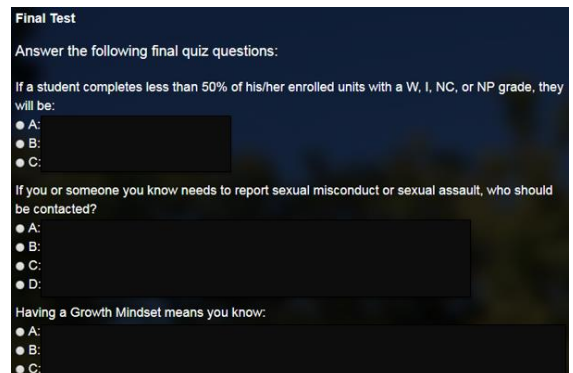 Final Test
Answer the following final quiz questions:
If a student completes less than 50% of his/her enrolled units with a W, I, NC, or NP grade, they
will be:
A:
B:
C:
If you or someone you know needs to report sexual misconduct or sexual assault, who should
be contacted?
A:
B:
C:
D:
Having a Growth Mindset means you know:
A:
B:
C: